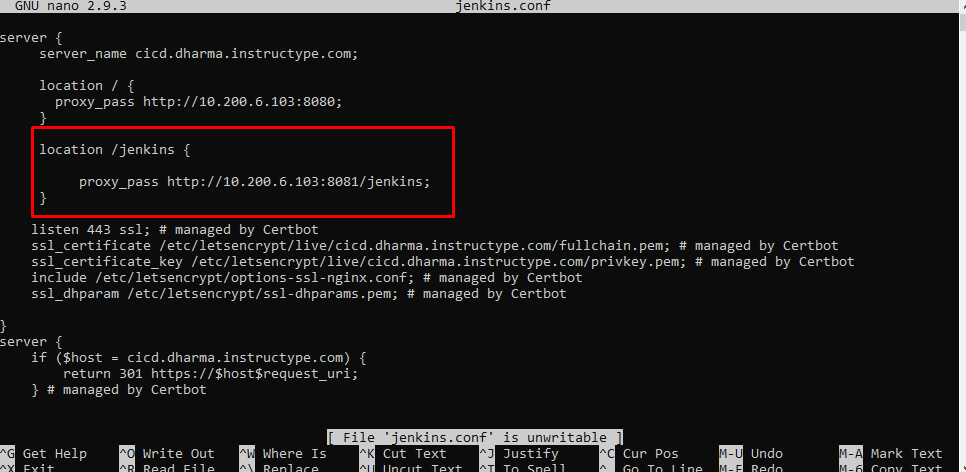 GNU nano 2.9.3 jenkins.conf
server {
server_name cicd.dharma.instructype.com;
location / {
proxy_pass http://10.200.6.103:8080;
}
location /jenkins {
proxy_pass http://10.200.6.103:8081/jenkins;
}
listen 443 ssl; # managed by Certbot
ssl_certificate /etc/letsencrypt/live/cicd.dharma.instructype.com/fullchain.pem; # managed by Certbot
ssl_certificate_key /etc/letsencrypt/live/cicd.dharma.instructype.com/privkey.pem; # managed by Certbot
include /etc/letsencrypt/options-ssl-nginx.conf; # managed by Certbot
ssl_dhparam /etc/letsencrypt/ssl-dhparams.pem; # managed by Certbot
}
server {
if ($host = cicd.dharma.instructype.com) {
return 301 https://$host$request_uri;
} # managed by Certbot
[ File 'jenkins.conf' is unwritable ]
^G Get Help ^O Write Out ^W Where Is ^K Cut Text ^J Justify ^C Cur Pos M-U Undo M-A Mark Text
^X Exit ^R Read File ^\ Replace ^U Uncut Text ^T To Spell ^_ Go To Line M-E Redo M-6 Copy Text